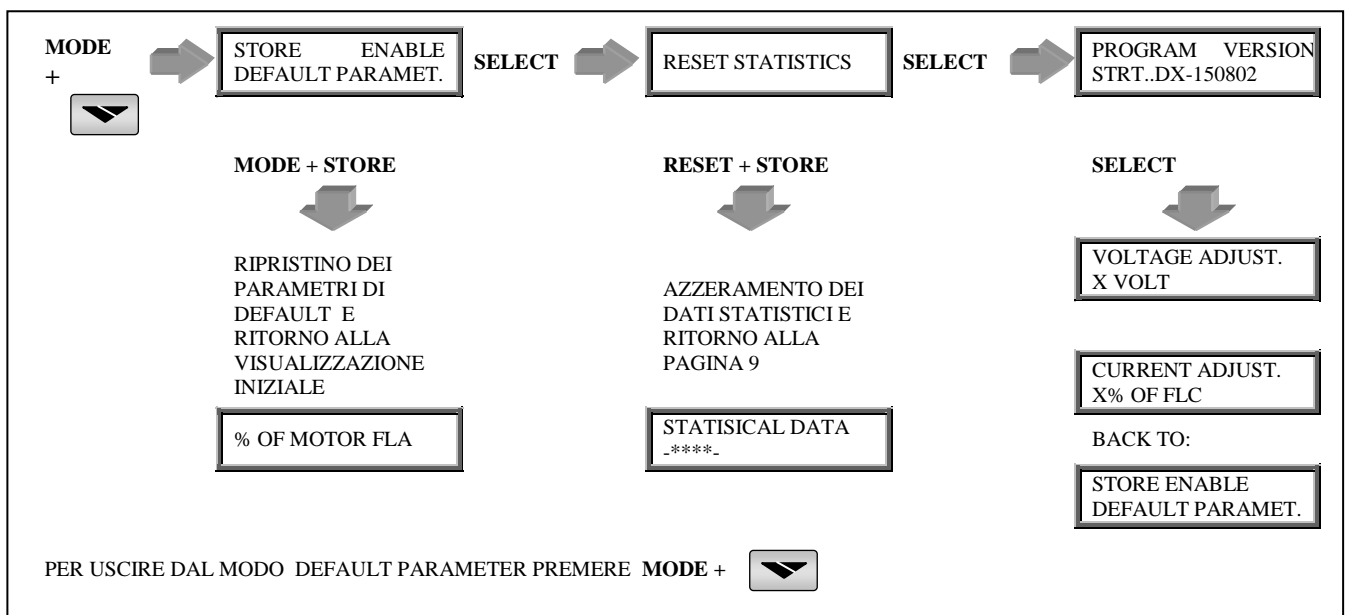 MODE
+
STORE ENABLE
DEFAULT PARAMET.
SELECT
RESET STATISTICS
SELECT
PROGRAM VERSION
STRT..DX-150802
MODE + STORE
RIPRISTINO DEI
PARAMETRI DI
DEFAULT E
RITORNO ALLA
VISUALIZZAZIONE
INIZIALE
% OF MOTOR FLA
RESET + STORE
AZZERAMENTO DEI
DATI STATISTICI E
RITORNO ALLA
PAGINA 9
STATISICAL DATA
-****-
SELECT
VOLTAGE ADJUST.
X VOLT
CURRENT ADJUST.
X% OF FLC
BACK TO:
STORE ENABLE
DEFAULT PARAMET.
PER USCIRE DAL MODO DEFAULT PARAMETER PREMERE MODE +